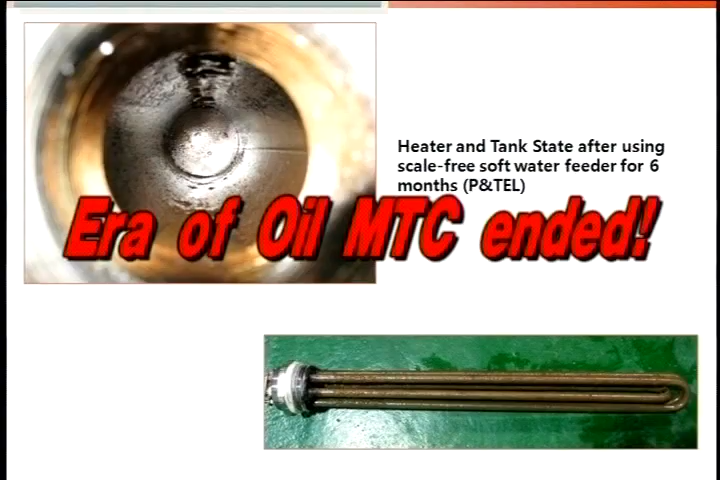 Heater and Tank State after using
scale-free soft water feeder for 6
months (P&TEL)
Era of Oil MTC ended!